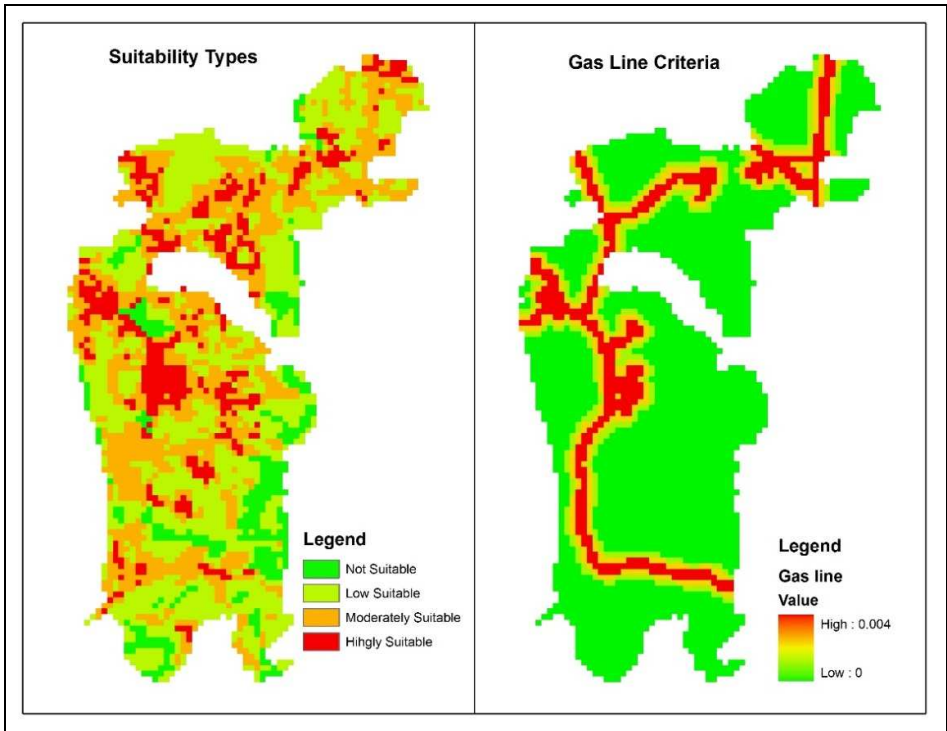 Suitability Types
Legend
Not Suitable
Low Suitable
Moderately Suitable
Hihgly Suitable
Gas Line Criteria
Legend
Gas line
Value
High : 0.004
Low : 0